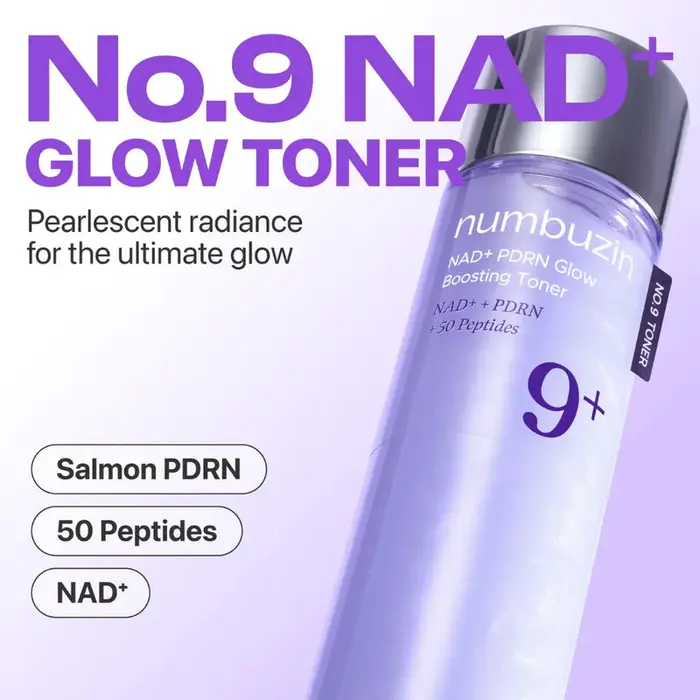 No.9 NAD⁺
GLOW TONER
Pearlescent radiance
for the ultimate glow
numbuzin
NAD+ PDRN Glow
Boosting Toner
NAD+ + PDRN
+ 50 Peptides
NO.9 TONER
9+
Salmon PDRN
50 Peptides
NAD⁺